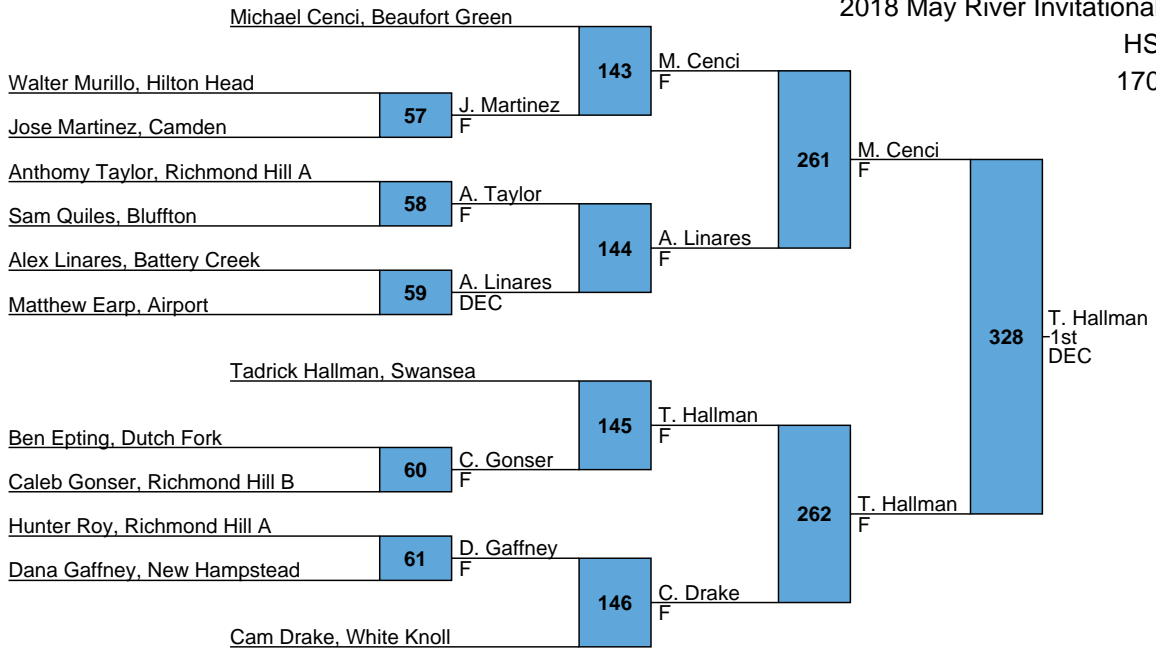 Michael Cenci, Beaufort Green
2018 May River Invitational
HS
170
143
M. Cenci
F
Walter Murillo, Hilton Head
57
J. Martinez
F
Jose Martinez, Camden
261
M. Cenci
F
Anthomy Taylor, Richmond Hill A
58
A. Taylor
F
Sam Quiles, Bluffton
144
A. Linares
F
Alex Linares, Battery Creek
59
A. Linares
DEC
Matthew Earp, Airport
328
T. Hallman
1st
DEC
Tadrick Hallman, Swansea
145
T. Hallman
F
Ben Epting, Dutch Fork
60
C. Gonser
F
Caleb Gonser, Richmond Hill B
262
T. Hallman
F
Hunter Roy, Richmond Hill A
61
D. Gaffney
F
Dana Gaffney, New Hampstead
146
C. Drake
F
Cam Drake, White Knoll